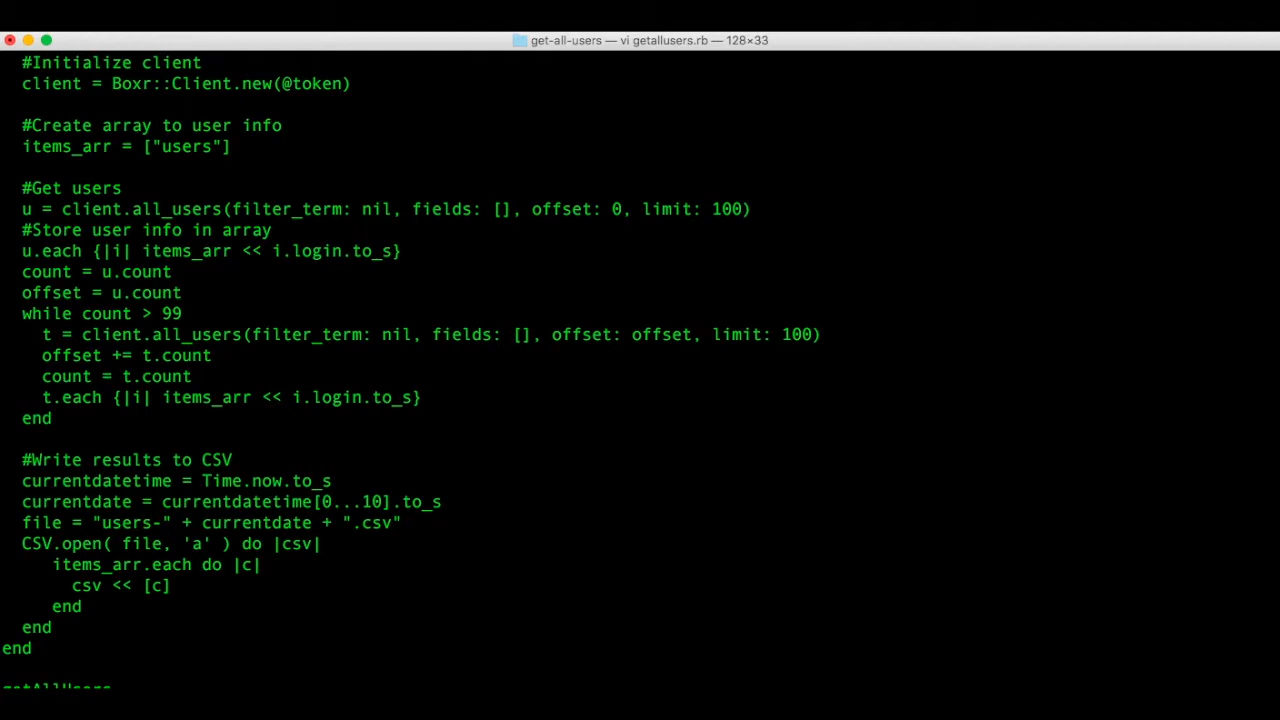 get-all-users — vi getallusers.rb — 128×33
#Initialize client
client = Boxr::Client.new(@token)
#Create array to user info
items_arr = ["users"]
#Get users
u = client.all_users(filter_term: nil, fields: [], offset: 0, limit: 100)
#Store user info in array
u.each {|i| items_arr << i.login.to_s}
count = u.count
offset = u.count
while count > 99
t = client.all_users(filter_term: nil, fields: [], offset: offset, limit: 100)
offset += t.count
count = t.count
t.each {|i| items_arr << i.login.to_s}
end
#Write results to CSV
currentdatetime = Time.now.to_s
currentdate = currentdatetime[0...10].to_s
file = "users-" + currentdate + ".csv"
CSV.open( file, 'a' ) do |csv|
items_arr.each do |c|
csv << [c]
end
end
end
getAllUsers